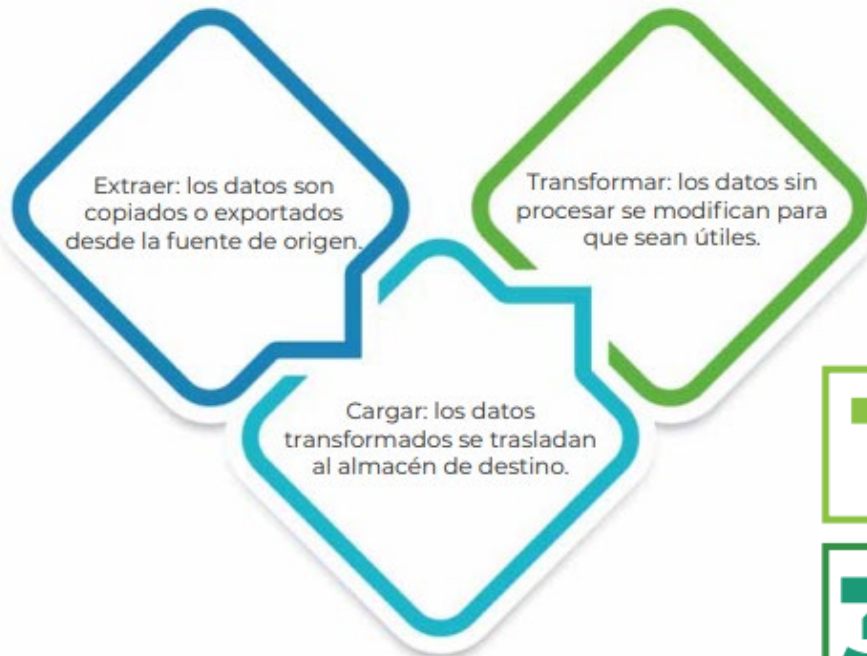 Extraer: los datos son
copiados o exportados
desde la fuente de origen.
Transformar: los datos sin
procesar se modifican para
que sean útiles.
Cargar: los datos
transformados se trasladan
al almacén de destino.